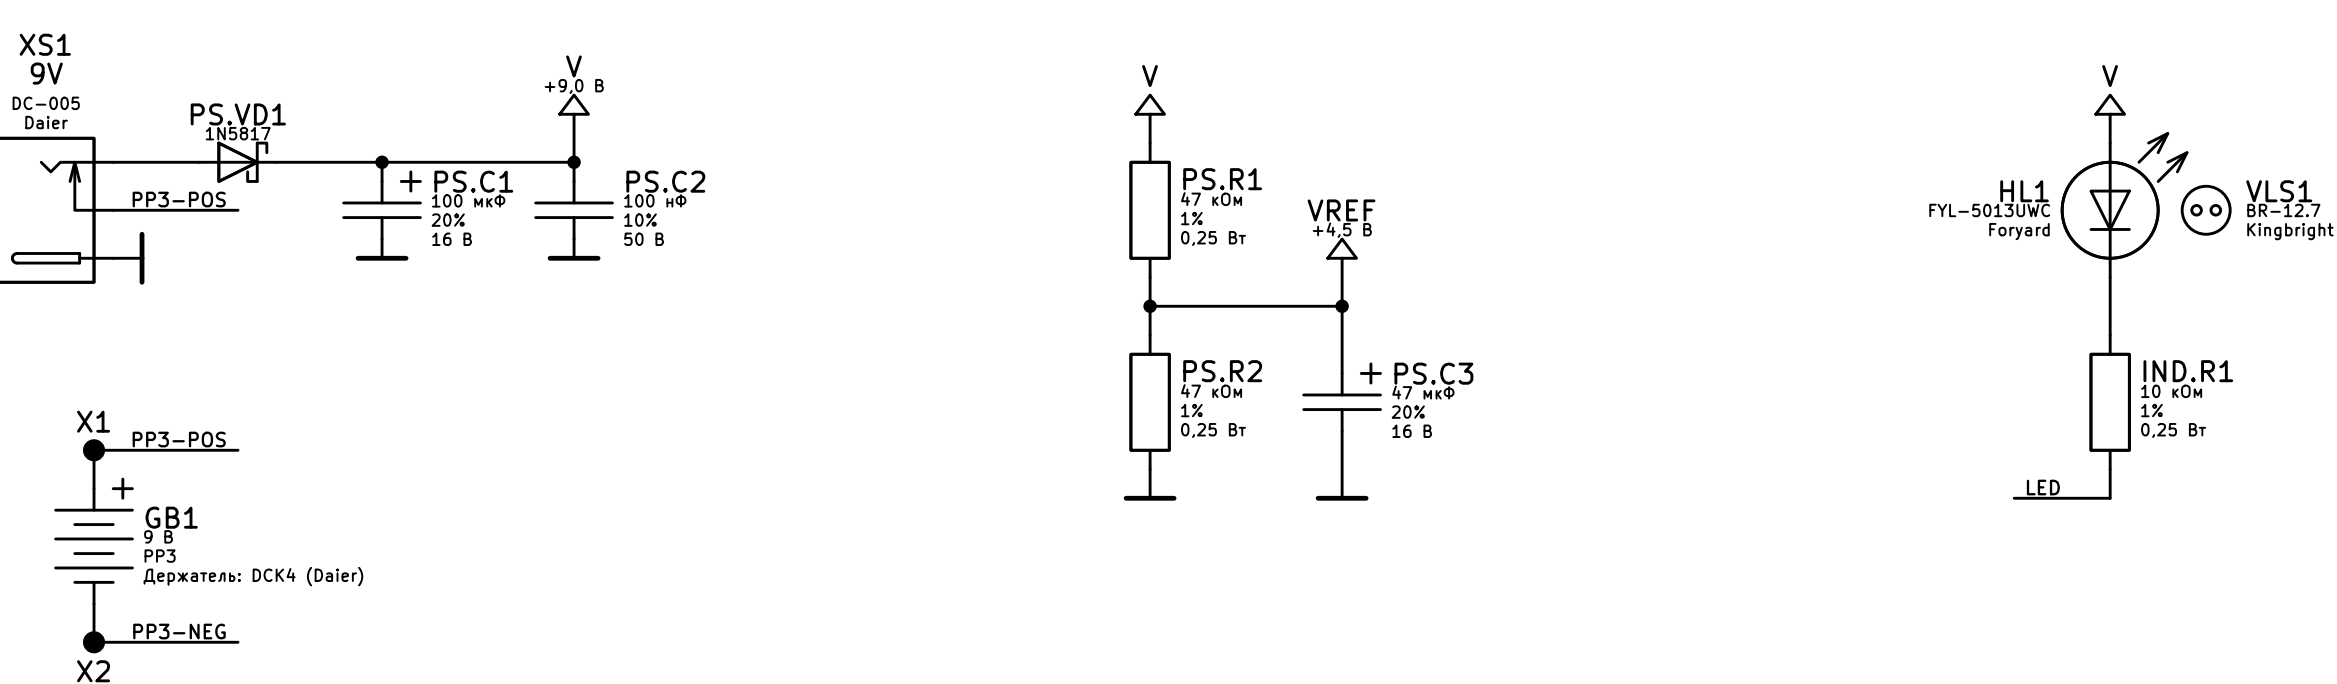 XS1
9V
DC-005
Daier
PP3-POS
PS.VD1
1N5817
V
+9,0 В
+ PS.C1
100 мкФ
20%
16 В
PS.C2
100 нФ
10%
50 В
X1
PP3-POS
+
GB1
9 В
PP3
Держатель: DCK4 (Daier)
PP3-NEG
X2
V
PS.R1
47 кОм
1%
0,25 Вт
VREF
+4,5 В
PS.R2
47 кОм
1%
0,25 Вт
+ PS.C3
47 мкФ
20%
16 В
V
HL1
FYL-5013UWC
Foryard
VLS1
BR-12.7
Kingbright
IND.R1
10 кОм
1%
0,25 Вт
LED